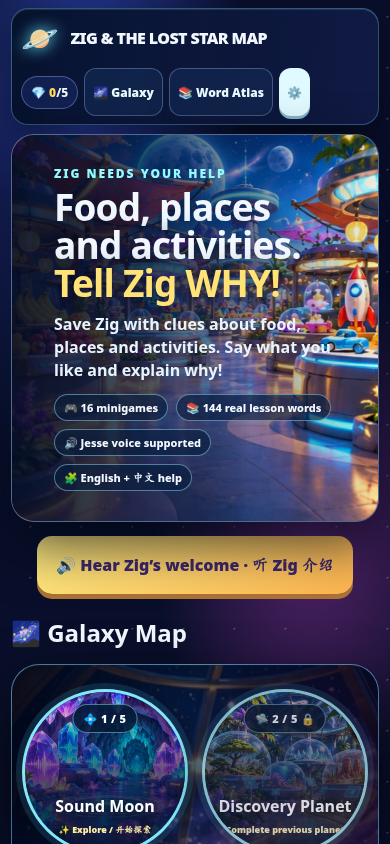 ZIG & THE LOST STAR MAP
0/5
Galaxy
Word Atlas
ZIG NEEDS YOUR HELP
Food, places
and activities.
Tell Zig WHY!
Save Zig with clues about food,
places and activities. Say what you
like and explain why!
16 minigames
144 real lesson words
Jesse voice supported
English + 中文 help
Hear Zig’s welcome · 听 Zig 介绍
Galaxy Map
1 / 5
2 / 5
Sound Moon
Discovery Planet
Explore / 开始探索
Complete previous plane